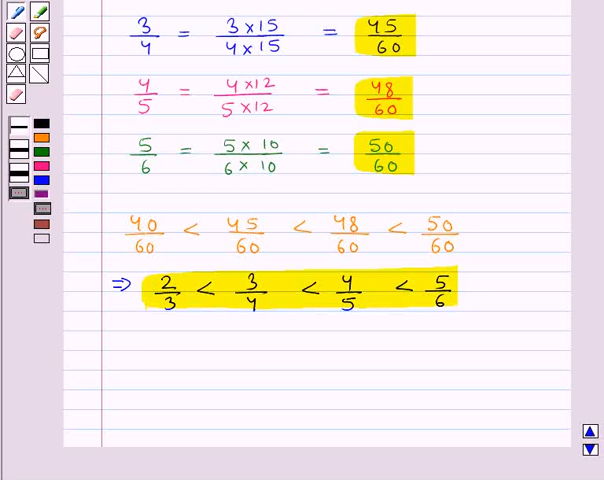 3/4 = 3 × 15 / 4 × 15 = 45/60
4/5 = 4 × 12 / 5 × 12 = 48/60
5/6 = 5 × 10 / 6 × 10 = 50/60
40/60 < 45/60 < 48/60 < 50/60
⇒ 2/3 < 3/4 < 4/5 < 5/6